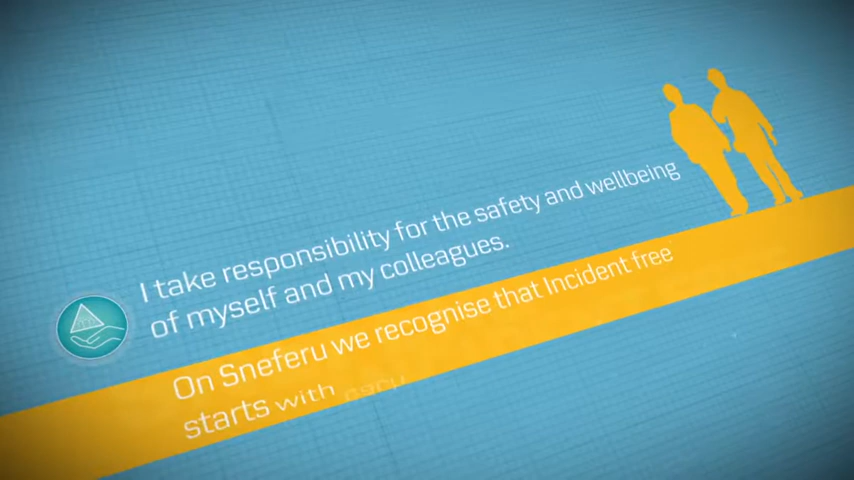 I take responsibility for the safety and wellbeing
of myself and my colleagues.
On Sneferu we recognise that Incident free
starts with